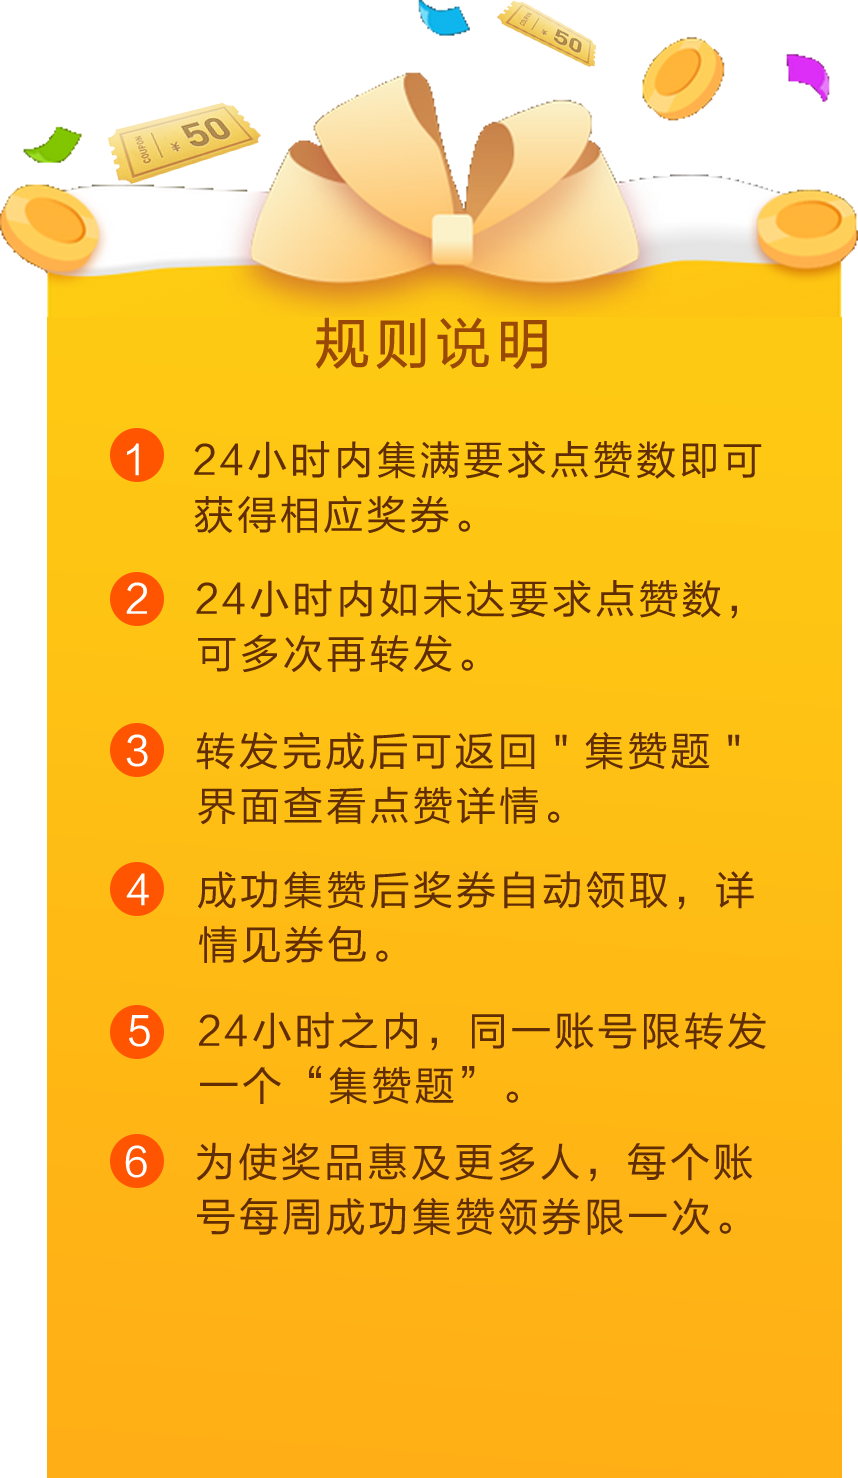 50
COUPON
50
COUPON
规则说明
1 24小时内集满要求点赞数即可
获得相应奖券。
2 24小时内如未达要求点赞数，
可多次再转发。
3 转发完成后可返回＂集赞题＂
界面查看点赞详情。
4 成功集赞后奖券自动领取，详
情见券包。
5 24小时之内，同一账号限转发
一个“集赞题”。
6 为使奖品惠及更多人，每个账
号每周成功集赞领券限一次。